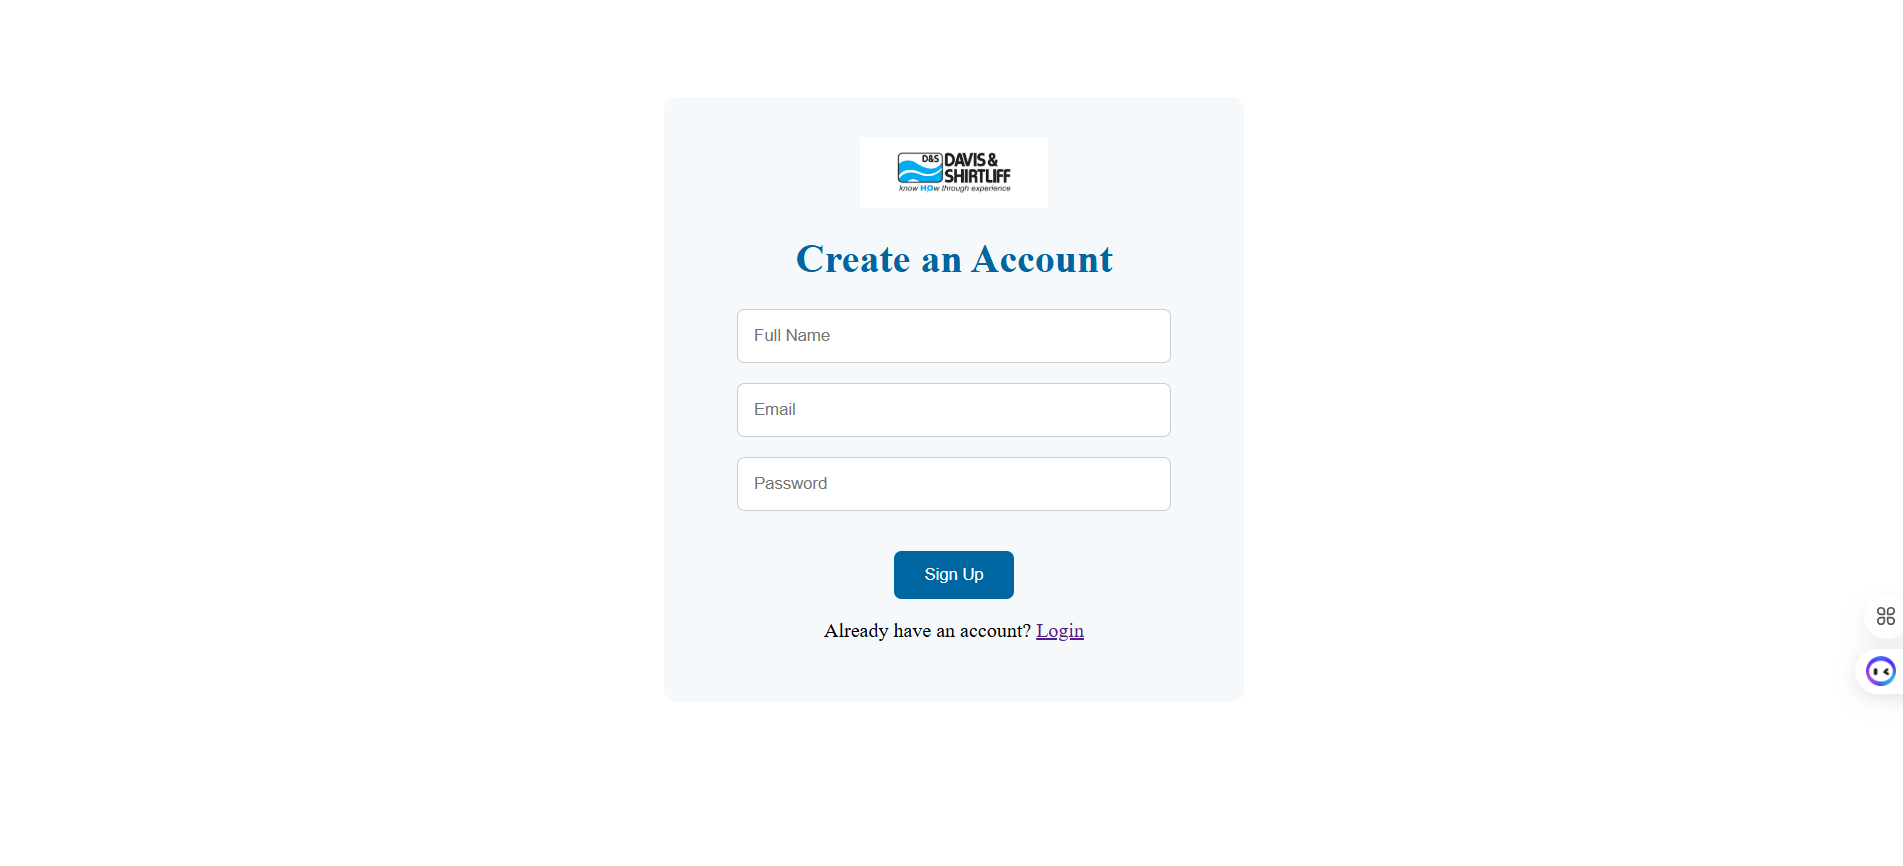 D&S DAVIS &
SHIRTLIFF
know H2Ow through experience
Create an Account
Full Name
Email
Password
Sign Up
Already have an account? Login